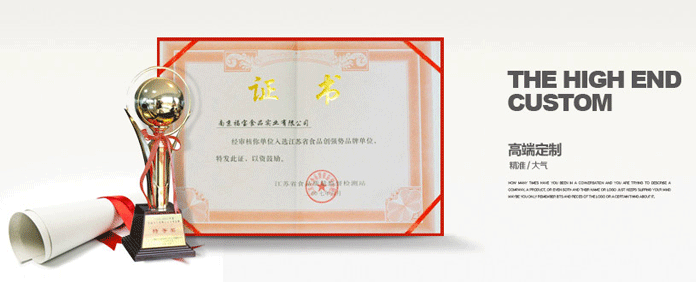 证 书
南京福宝食品实业有限公司
经审核你单位入选江苏省食品创强势品牌单位,
特发此证、以资鼓励。
江苏省食品
检测站
THE HIGH END
CUSTOM
高端定制
精准 / 大气
HOW MANY TIMES HAVE YOU BEEN IN A CONVERSATION AND YOU ARE TRYING TO DESCRIBE A
COMPANY, A PRODUCT, OR EVEN BOTH AND THEIR NAME OR LOGO JUST KEEPS SLIPPING YOUR MIND AND
MAYBE YOU ONLY REMEMBER BITS AND PIECES OF THE LOGO OR A CERTAIN THING ABOUT IT.